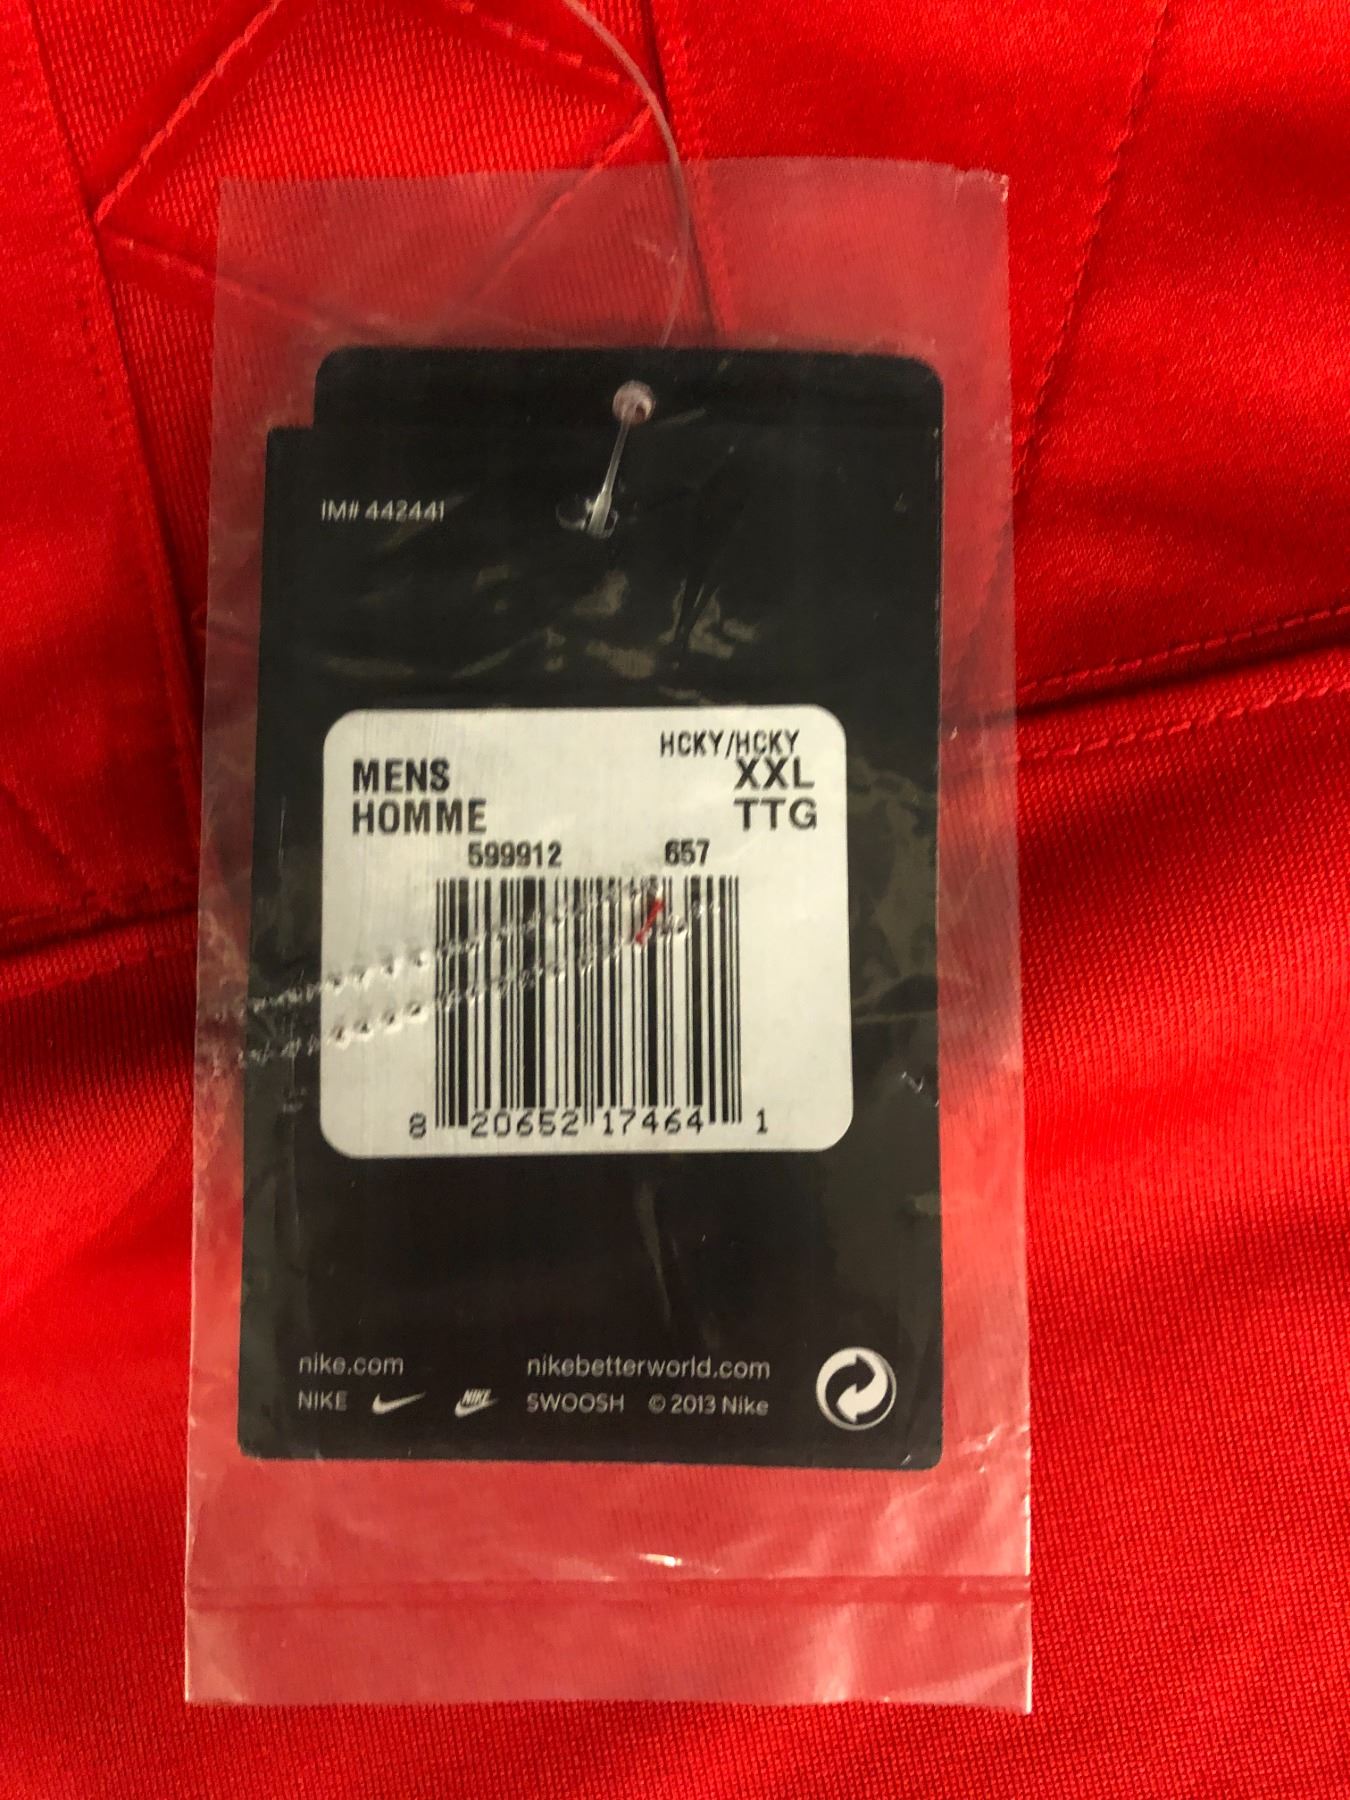 IM# 442441
HCKY/HCKY
MENS XXL
HOMME TTG
599912 657
8 20652 17464 1
nike.com nikebetterworld.com
NIKE NIKE SWOOSH © 2013 Nike